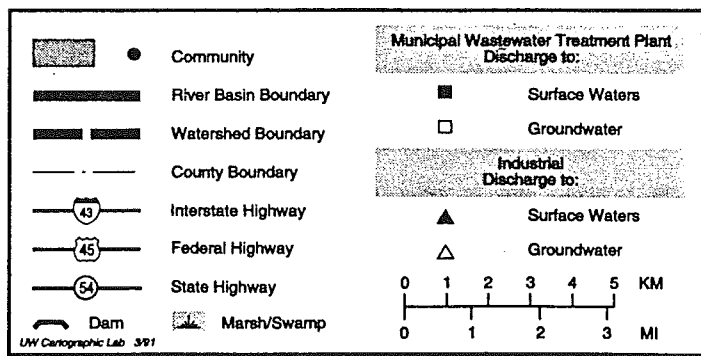 Community
River Basin Boundary
Watershed Boundary
County Boundary
43 Interstate Highway
45 Federal Highway
54 State Highway
Dam Marsh/Swamp
UW Cartographic Lab 3/91
Municipal Wastewater Treatment Plant
Discharge to:
Surface Waters
Groundwater
Industrial
Discharge to:
Surface Waters
Groundwater
0 1 2 3 4 5 KM
0 1 2 3 MI